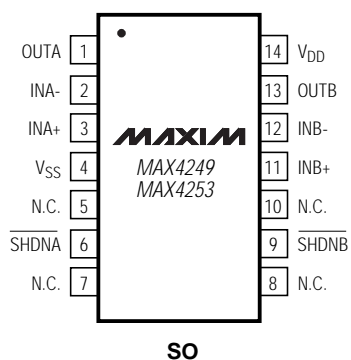 OUTA 1 14 VDD
INA- 2 13 OUTB
INA+ 3 MAXIM 12 INB-
VSS 4 MAX4249 11 INB+
MAX4253
N.C. 5 10 N.C.
SHDNA 6 9 SHDNB
N.C. 7 8 N.C.
SO